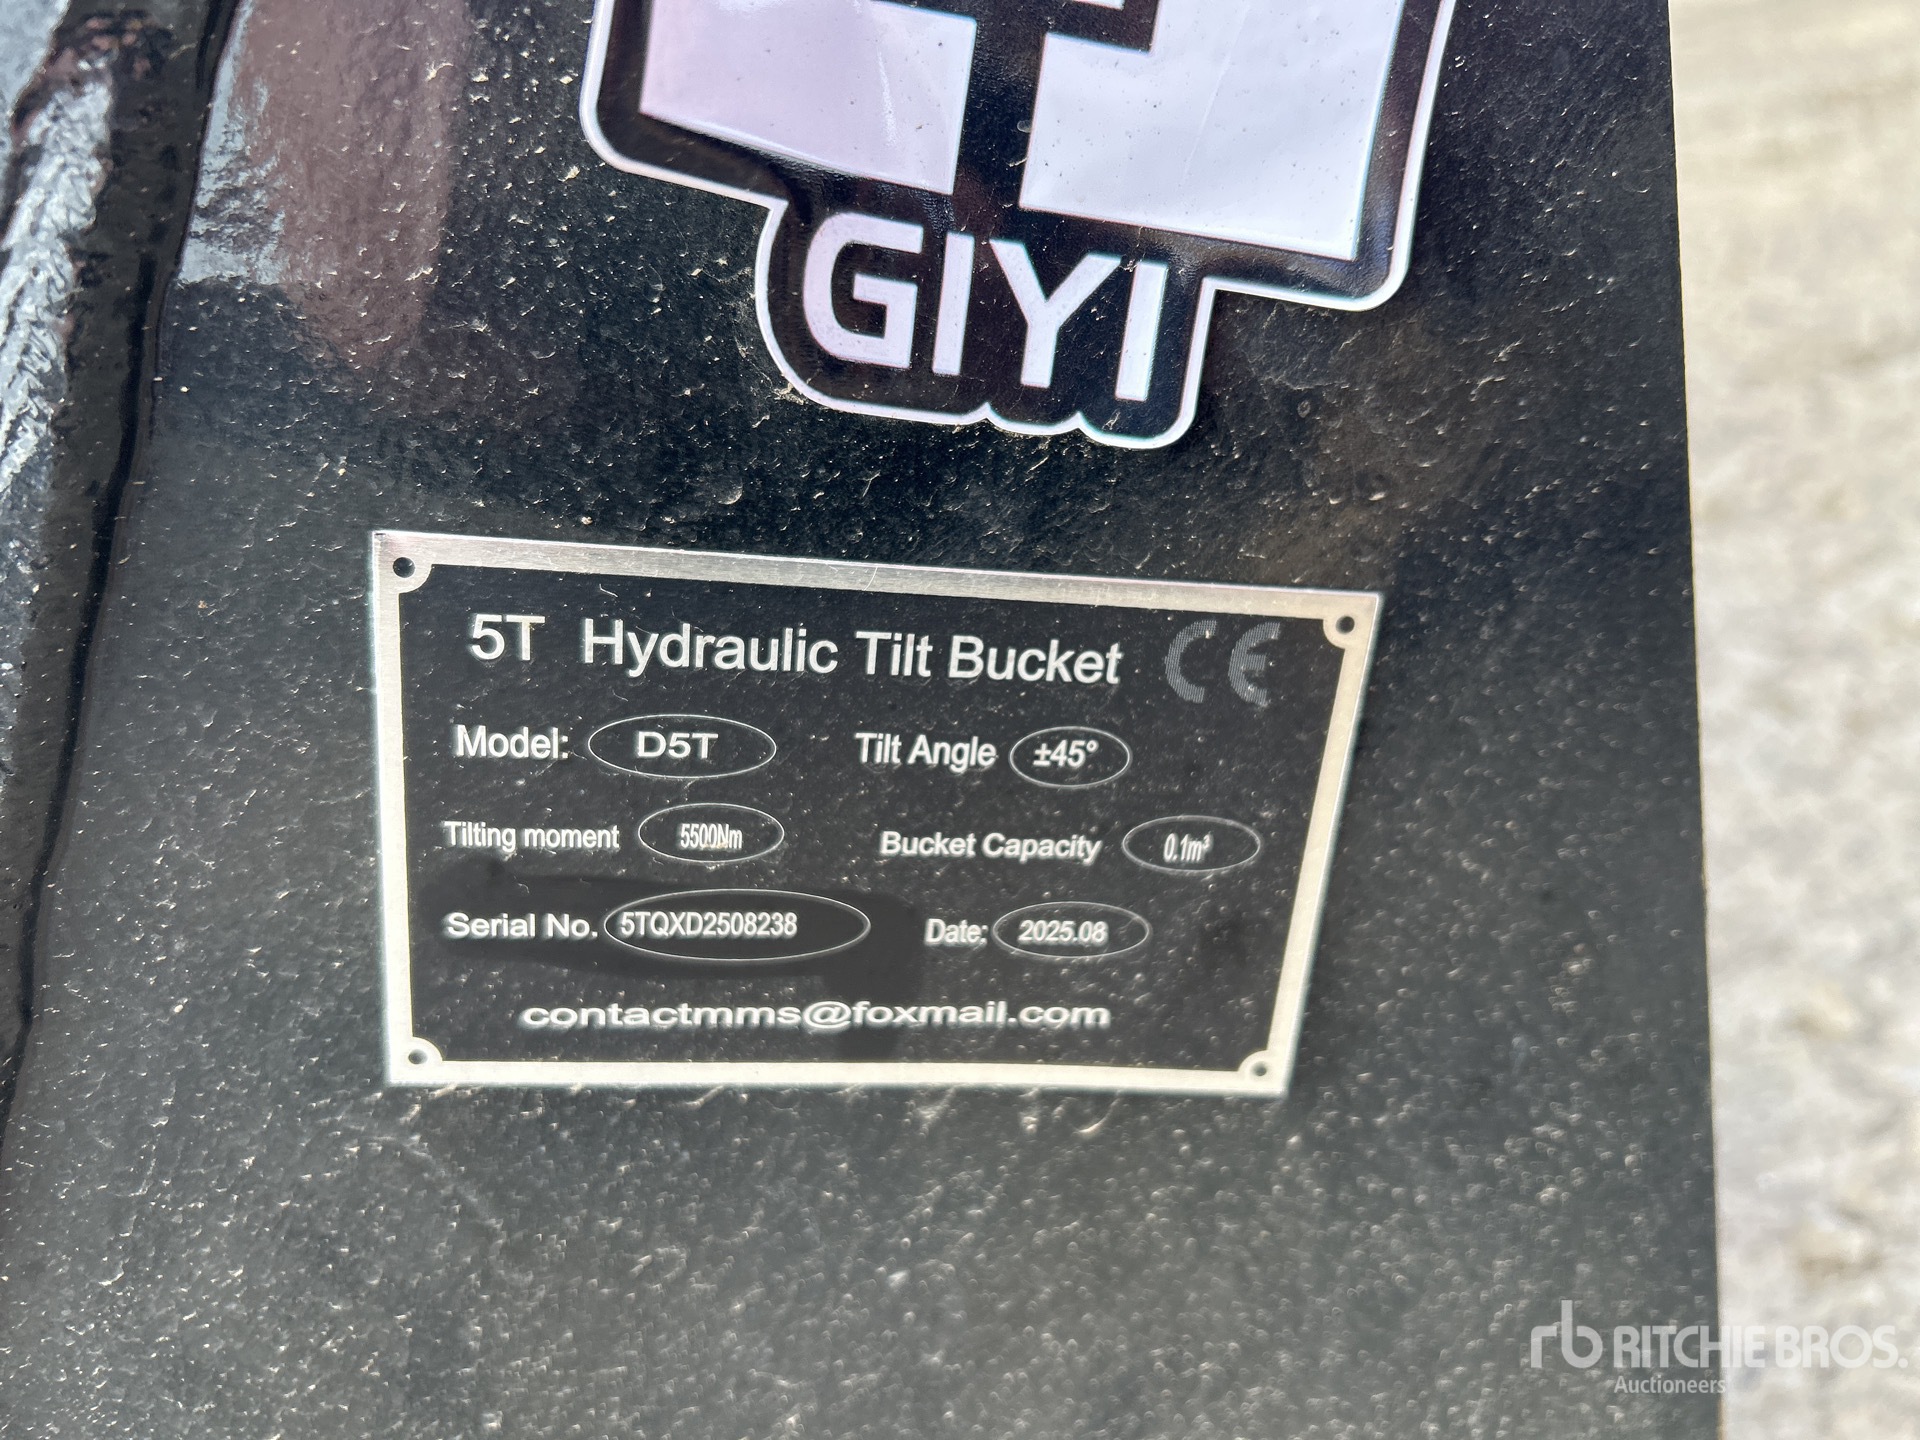 GIYI
5T Hydraulic Tilt Bucket CE
Model: D5T Tilt Angle ±45°
Tilting moment 5500Nm Bucket Capacity 0.1m³
Serial No. 5TQXD2508238 Date: 2025.08
contactmms@foxmail.com
rb RITCHIE BROS.
Auctioneers